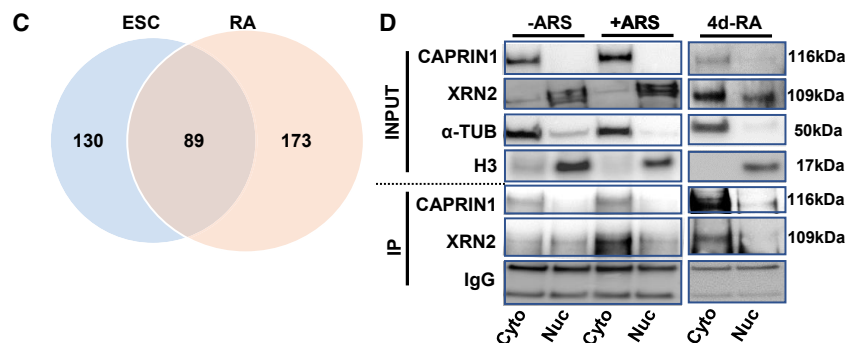 C
ESC RA
130 89 173
D
-ARS +ARS 4d-RA
INPUT
CAPRIN1 116kDa
XRN2 109kDa
α-TUB 50kDa
H3 17kDa
IP
CAPRIN1 116kDa
XRN2 109kDa
IgG
Cyto Nuc Cyto Nuc Cyto Nuc